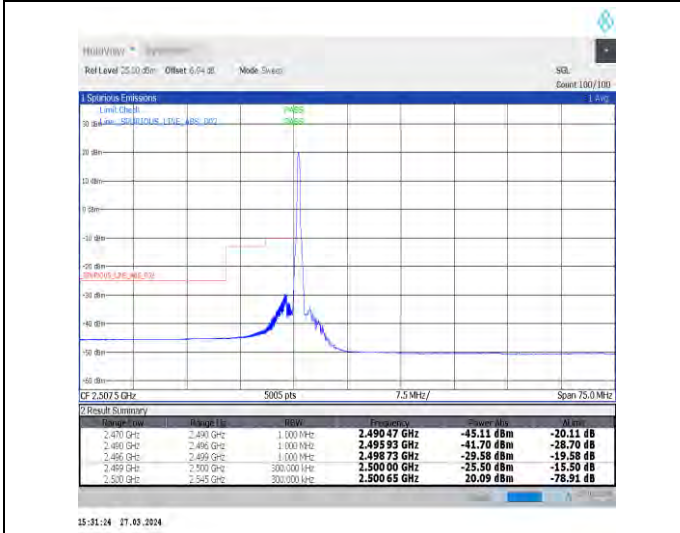 MultiView
Ref Level 25.00 dBm Offset 6.94 dB Mode Sweep SGL
Count 100/100
1 Spurious Emissions 1 Avg
Limit Check PASS
Line _SPURIOUS_LINE_ABS_002 PASS
20 dBm
10 dBm
0 dBm
-10 dBm
-20 dBm
_SPURIOUS_LINE_ABS_002
-30 dBm
-40 dBm
-50 dBm
-60 dBm
CF 2.5075 GHz 5005 pts 7.5 MHz/ Span 75.0 MHz
2 Result Summary
Range Low Range Up RBW Frequency Power Abs ΔLimit
2.470 GHz 2.490 GHz 1.000 MHz 2.490 47 GHz -45.11 dBm -20.11 dB
2.490 GHz 2.496 GHz 1.000 MHz 2.495 93 GHz -41.70 dBm -28.70 dB
2.496 GHz 2.499 GHz 1.000 MHz 2.498 73 GHz -29.58 dBm -19.58 dB
2.499 GHz 2.500 GHz 300.000 kHz 2.500 00 GHz -25.50 dBm -15.50 dB
2.500 GHz 2.545 GHz 300.000 kHz 2.500 65 GHz 20.09 dBm -78.91 dB
15:31:24 27.03.2024